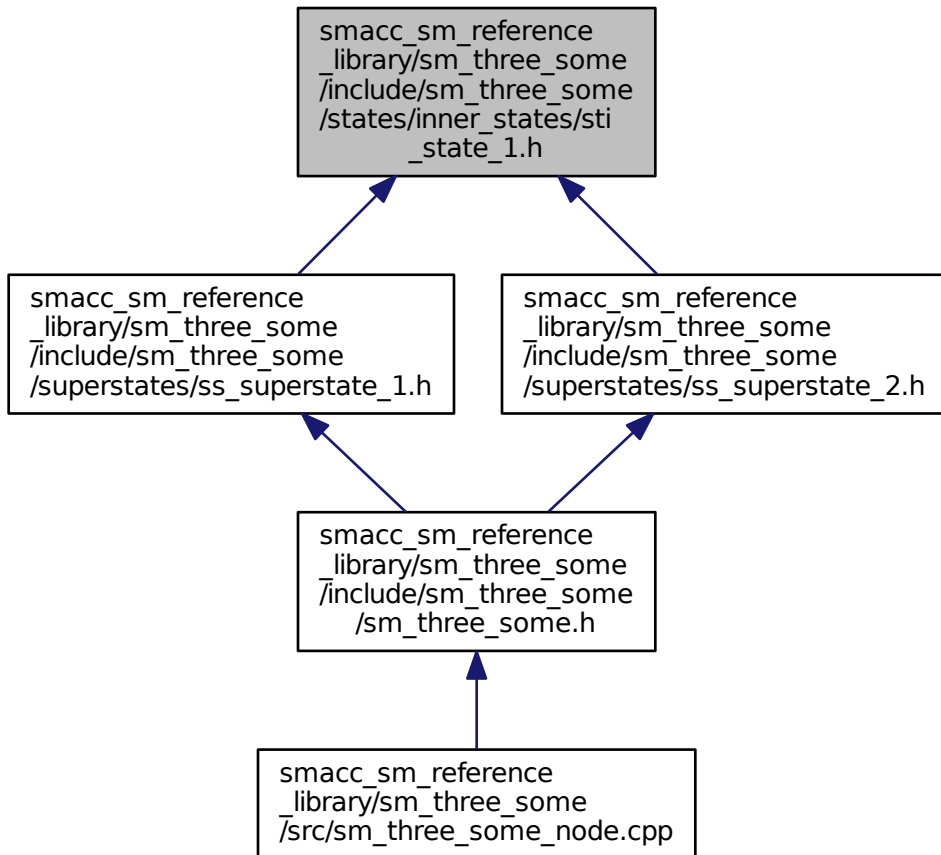 smacc_sm_reference
_library/sm_three_some
/include/sm_three_some
/states/inner_states/sti
_state_1.h
smacc_sm_reference
_library/sm_three_some
/include/sm_three_some
/superstates/ss_superstate_1.h
smacc_sm_reference
_library/sm_three_some
/include/sm_three_some
/superstates/ss_superstate_2.h
smacc_sm_reference
_library/sm_three_some
/include/sm_three_some
/sm_three_some.h
smacc_sm_reference
_library/sm_three_some
/src/sm_three_some_node.cpp